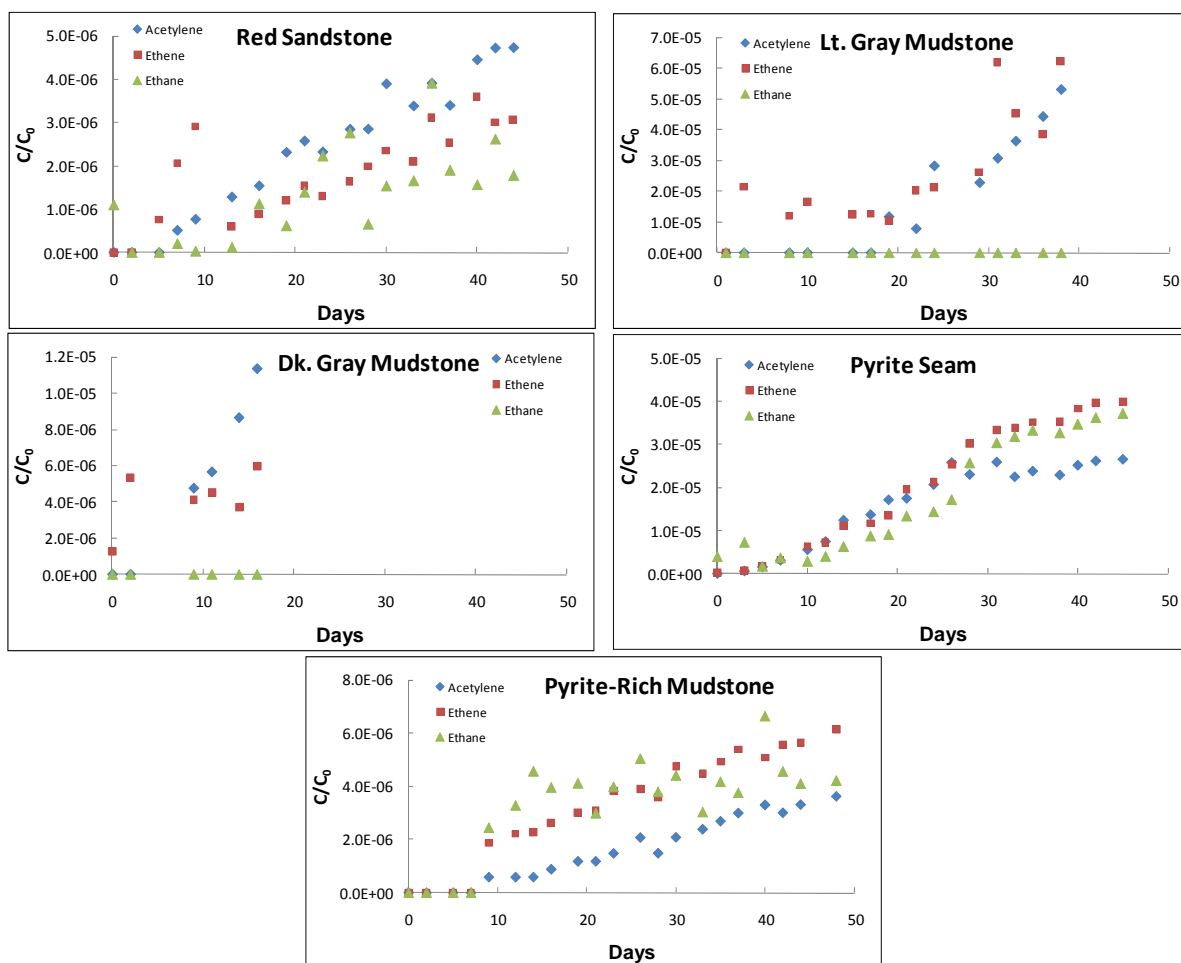 Red Sandstone
Acetylene
Ethene
Ethane
C/C₀
5.0E-06
4.0E-06
3.0E-06
2.0E-06
1.0E-06
0.0E+00
0 10 20 30 40 50
Days
Lt. Gray Mudstone
Acetylene
Ethene
Ethane
C/C₀
7.0E-05
6.0E-05
5.0E-05
4.0E-05
3.0E-05
2.0E-05
1.0E-05
0.0E+00
0 10 20 30 40 50
Days
Dk. Gray Mudstone
Acetylene
Ethene
Ethane
C/C₀
1.2E-05
1.0E-05
8.0E-06
6.0E-06
4.0E-06
2.0E-06
0.0E+00
0 10 20 30 40 50
Days
Pyrite Seam
Acetylene
Ethene
Ethane
C/C₀
5.0E-05
4.0E-05
3.0E-05
2.0E-05
1.0E-05
0.0E+00
0 10 20 30 40 50
Days
Pyrite-Rich Mudstone
Acetylene
Ethene
Ethane
C/C₀
8.0E-06
6.0E-06
4.0E-06
2.0E-06
0.0E+00
0 10 20 30 40 50
Days